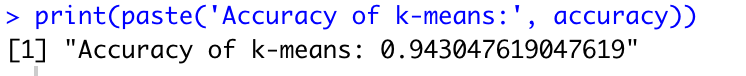 > print(paste('Accuracy of k-means:', accuracy))
[1] "Accuracy of k-means: 0.943047619047619"